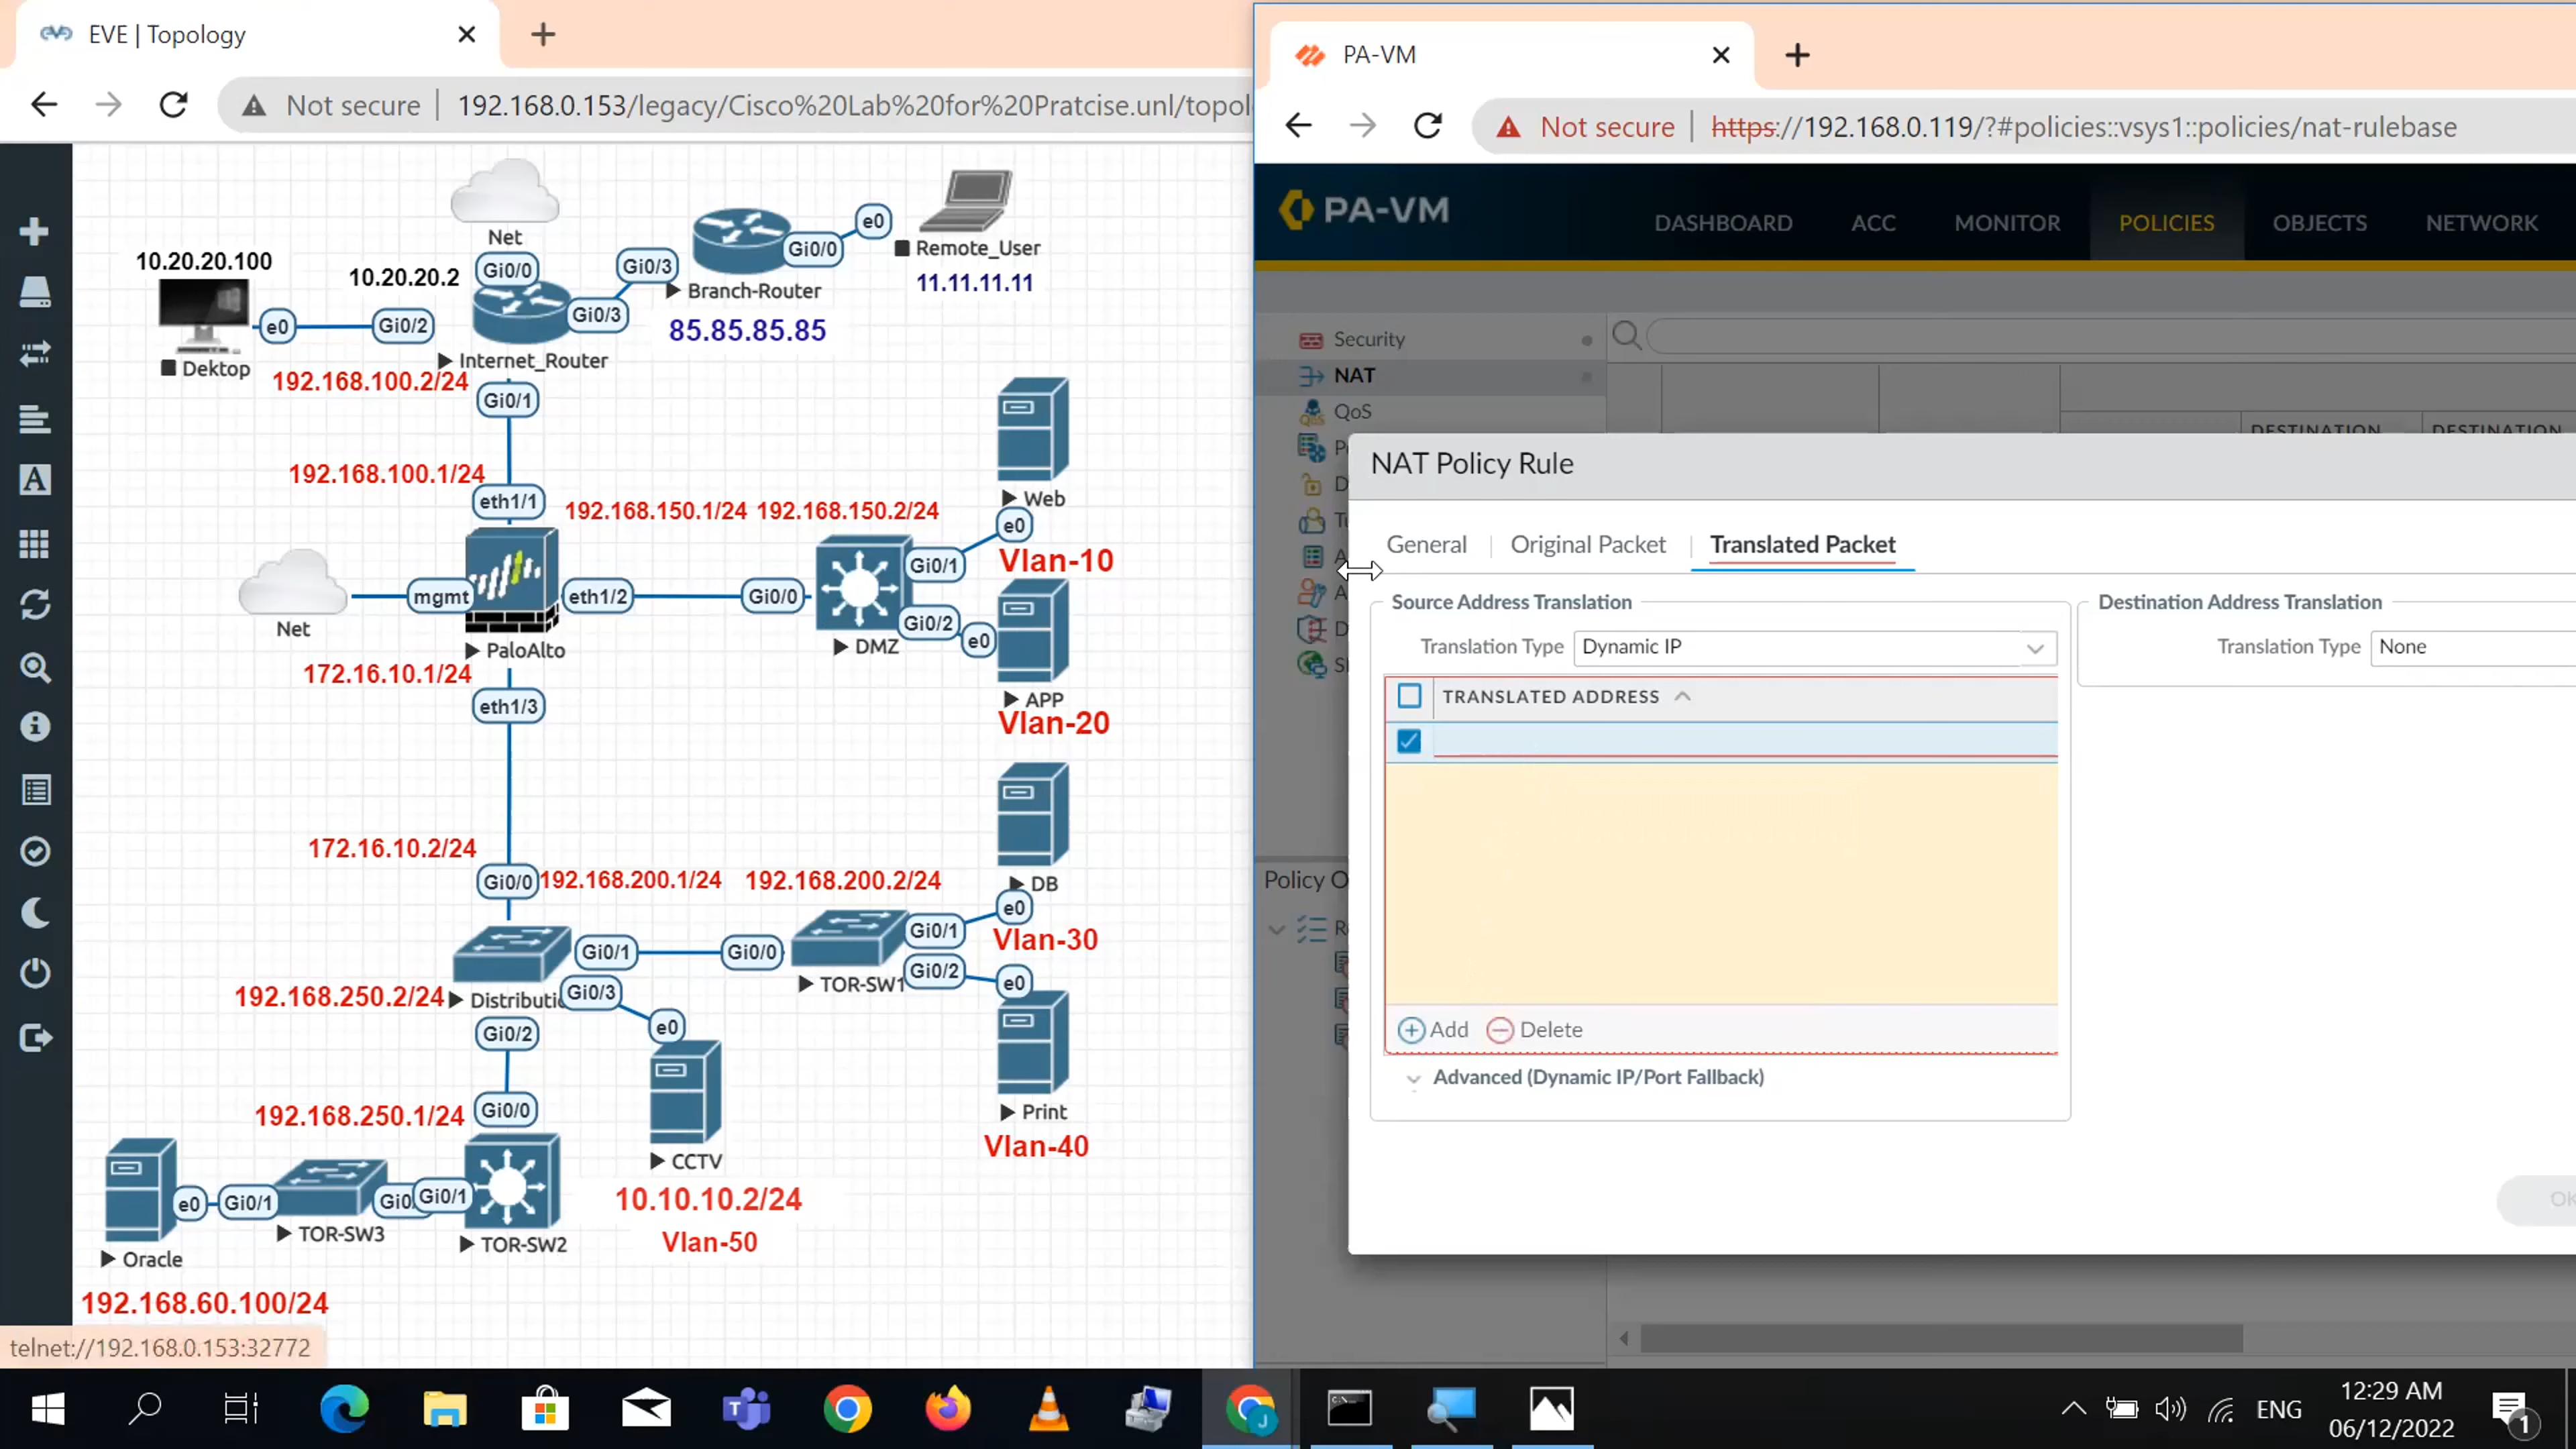 EVE | Topology
Not secure
192.168.0.153/legacy/Cisco%20Lab%20for%20Pratcise.unl/topol
Net
Gi0/0
10.20.20.100
10.20.20.2
e0
Gi0/2
Dektop
Internet_Router
Gi0/3
Gi0/3
Branch-Router
85.85.85.85
Gi0/0
e0
Remote_User
11.11.11.11
192.168.100.2/24
Gi0/1
192.168.100.1/24
eth1/1
192.168.150.1/24
192.168.150.2/24
Web
e0
Vlan-10
Net
mgmt
PaloAlto
eth1/2
Gi0/0
DMZ
Gi0/1
Gi0/2
e0
APP
Vlan-20
172.16.10.1/24
eth1/3
172.16.10.2/24
Gi0/0
192.168.200.1/24
192.168.200.2/24
DB
e0
Vlan-30
Gi0/1
Gi0/0
TOR-SW1
Gi0/1
Gi0/2
e0
Print
Vlan-40
192.168.250.2/24
Distributi
Gi0/3
e0
CCTV
10.10.10.2/24
Vlan-50
Gi0/2
192.168.250.1/24
Gi0/0
TOR-SW2
Gi0/1
Gi0/
TOR-SW3
Gi0/1
e0
Oracle
192.168.60.100/24
telnet://192.168.0.153:32772
PA-VM
Not secure
https://192.168.0.119/?#policies::vsys1::policies/nat-rulebase
PA-VM
DASHBOARD
ACC
MONITOR
POLICIES
OBJECTS
NETWORK
Security
NAT
QoS
DESTINATION
DESTINATION
Policy O
NAT Policy Rule
General
Original Packet
Translated Packet
Source Address Translation
Translation Type
Dynamic IP
TRANSLATED ADDRESS
Add
Delete
Advanced (Dynamic IP/Port Fallback)
Destination Address Translation
Translation Type
None
OK
ENG
12:29 AM
06/12/2022
1